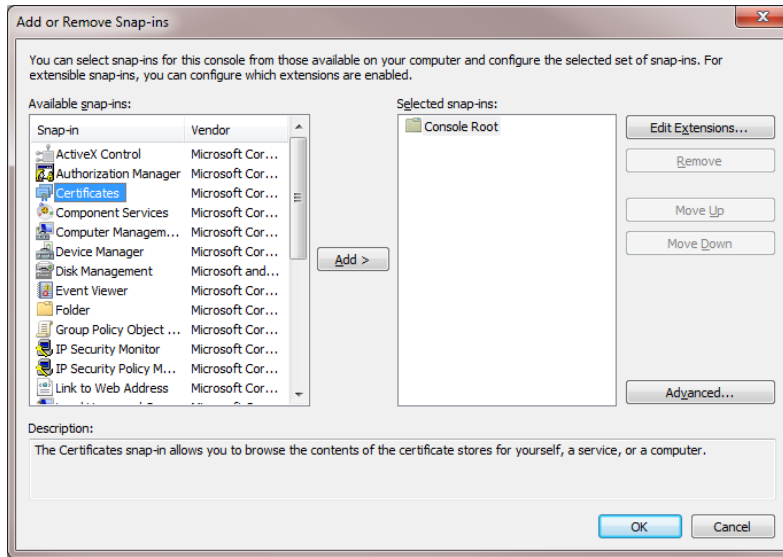 Add or Remove Snap-ins
You can select snap-ins for this console from those available on your computer and configure the selected set of snap-ins. For
extensible snap-ins, you can configure which extensions are enabled.
Available snap-ins:
Snap-in Vendor
ActiveX Control Microsoft Cor...
Authorization Manager Microsoft Cor...
Certificates Microsoft Cor...
Component Services Microsoft Cor...
Computer Managem... Microsoft Cor...
Device Manager Microsoft Cor...
Disk Management Microsoft and...
Event Viewer Microsoft Cor...
Folder Microsoft Cor...
Group Policy Object ... Microsoft Cor...
IP Security Monitor Microsoft Cor...
IP Security Policy M... Microsoft Cor...
Link to Web Address Microsoft Cor...
Add >
Selected snap-ins:
Console Root
Edit Extensions...
Remove
Move Up
Move Down
Advanced...
Description:
The Certificates snap-in allows you to browse the contents of the certificate stores for yourself, a service, or a computer.
OK
Cancel